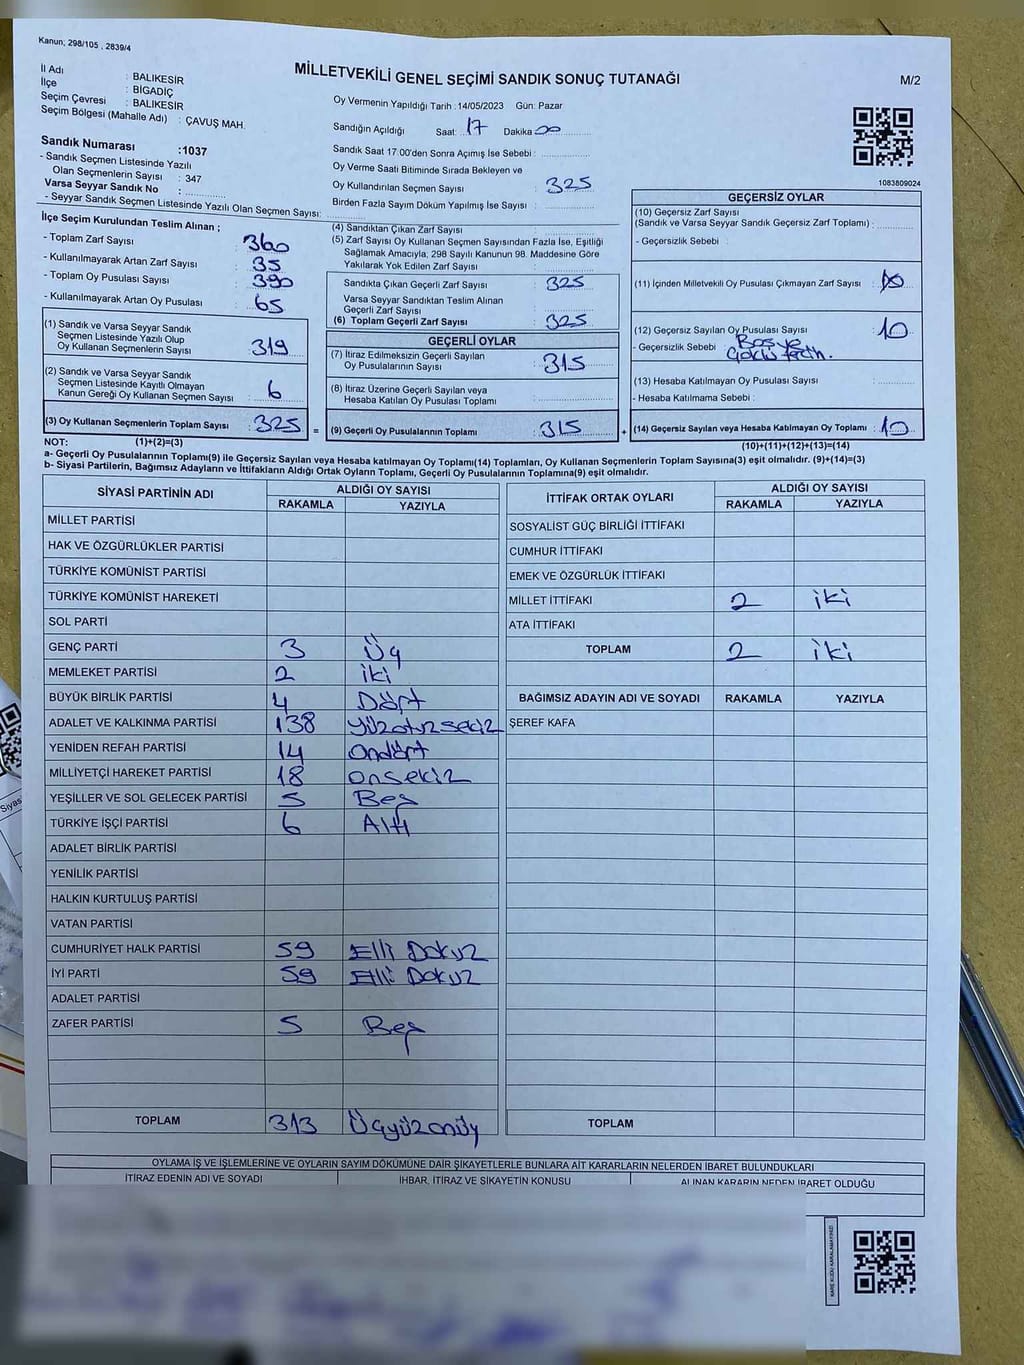 Kanun; 298/105 , 2839/4
MİLLETVEKİLİ GENEL SEÇİMİ SANDIK SONUÇ TUTANAĞI
M/2
İl Adı : BALIKESİR
İlçe : BİGADİÇ
Seçim Çevresi : BALIKESİR
Seçim Bölgesi (Mahalle Adı) : ÇAVUŞ MAH.
Sandık Numarası :1037
- Sandık Seçmen Listesinde Yazılı
Olan Seçmenlerin Sayısı : 347
Varsa Seyyar Sandık No :
- Seyyar Sandık Seçmen Listesinde Yazılı Olan Seçmen Sayısı:
Oy Vermenin Yapıldığı Tarih :14/05/2023 Gün: Pazar
Sandığın Açıldığı Saat: 17 Dakika 00
Sandık Saat 17.00'den Sonra Açımış İse Sebebi :
Oy Verme Saati Bitiminde Sırada Bekleyen ve
Oy Kullandırılan Seçmen Sayısı : 325
Birden Fazla Sayım Döküm Yapılmış İse Sayısı :
1083809024
İlçe Seçim Kurulundan Teslim Alınan ;
- Toplam Zarf Sayısı : 360
- Kullanılmayarak Artan Zarf Sayısı : 35
- Toplam Oy Pusulası Sayısı : 390
- Kullanılmayarak Artan Oy Pusulası : 65
(1) Sandık ve Varsa Seyyar Sandık
Seçmen Listesinde Yazılı Olup
Oy Kullanan Seçmenlerin Sayısı : 319
(2) Sandık ve Varsa Seyyar Sandık
Seçmen Listesinde Kayıtlı Olmayan
Kanun Gereği Oy Kullanan Seçmen Sayısı : 6
(3) Oy Kullanan Seçmenlerin Toplam Sayısı : 325 =
(4) Sandıktan Çıkan Zarf Sayısı :
(5) Zarf Sayısı Oy Kullanan Seçmen Sayısından Fazla İse, Eşitliği
Sağlamak Amacıyla; 298 Sayılı Kanunun 98. Maddesine Göre
Yakılarak Yok Edilen Zarf Sayısı :
Sandıkta Çıkan Geçerli Zarf Sayısı : 325
Varsa Seyyar Sandıktan Teslim Alınan
Geçerli Zarf Sayısı :
(6) Toplam Geçerli Zarf Sayısı : 325
GEÇERLİ OYLAR
(7) İtiraz Edilmeksizin Geçerli Sayılan
Oy Pusulalarının Sayısı : 315
(8) İtiraz Üzerine Geçerli Sayılan veya
Hesaba Katılan Oy Pusulası Toplamı :
(9) Geçerli Oy Pusulalarının Toplamı : 315 +
GEÇERSİZ OYLAR
(10) Geçersiz Zarf Sayısı
(Sandık ve Varsa Seyyar Sandık Geçersiz Zarf Toplamı) :
- Geçersizlik Sebebi :
(11) İçinden Milletvekili Oy Pusulası Çıkmayan Zarf Sayısı :
(12) Geçersiz Sayılan Oy Pusulası Sayısı : 10
- Geçersizlik Sebebi : Boş ve
Çoklu
(13) Hesaba Katılmayan Oy Pusulası Sayısı :
- Hesaba Katılmama Sebebi :
(14) Geçersiz Sayılan veya Hesaba Katılmayan Oy Toplamı : 10
NOT: (1)+(2)=(3) (10)+(11)+(12)+(13)=(14)
a- Geçerli Oy Pusulalarının Toplamı(9) ile Geçersiz Sayılan veya Hesaba katılmayan Oy Toplamı(14) Toplamları, Oy Kullanan Seçmenlerin Toplam Sayısına(3) eşit olmalıdır. (9)+(14)=(3)
b- Siyasi Partilerin, Bağımsız Adayların ve İttifakların Aldığı Ortak Oyların Toplamı, Geçerli Oy Pusulalarının Toplamına(9) eşit olmalıdır.
SİYASİ PARTİNİN ADI ALDIĞI OY SAYISI
RAKAMLA YAZIYLA
MİLLET PARTİSİ
HAK VE ÖZGÜRLÜKLER PARTİSİ
TÜRKİYE KOMÜNİST PARTİSİ
TÜRKİYE KOMÜNİST HAREKETİ
SOL PARTİ
GENÇ PARTİ 3 Üç
MEMLEKET PARTİSİ 2 iki
BÜYÜK BİRLİK PARTİSİ 4 Dört
ADALET VE KALKINMA PARTİSİ 138 Yüzotuzsekiz
YENİDEN REFAH PARTİSİ 14 Ondört
MİLLİYETÇİ HAREKET PARTİSİ 18 onsekiz
YEŞİLLER VE SOL GELECEK PARTİSİ 5 Beş
TÜRKİYE İŞÇİ PARTİSİ 6 Altı
ADALET BİRLİK PARTİSİ
YENİLİK PARTİSİ
HALKIN KURTULUŞ PARTİSİ
VATAN PARTİSİ
CUMHURİYET HALK PARTİSİ 59 Elli Dokuz
İYİ PARTİ 59 Elli Dokuz
ADALET PARTİSİ
ZAFER PARTİSİ 5 Beş
TOPLAM 313 Üçyüzonüç
İTTİFAK ORTAK OYLARI ALDIĞI OY SAYISI
RAKAMLA YAZIYLA
SOSYALİST GÜÇ BİRLİĞİ İTTİFAKI
CUMHUR İTTİFAKI
EMEK VE ÖZGÜRLÜK İTTİFAKI
MİLLET İTTİFAKI 2 iki
ATA İTTİFAKI
TOPLAM 2 iki
BAĞIMSIZ ADAYIN ADI VE SOYADI RAKAMLA YAZIYLA
ŞEREF KAFA
TOPLAM
OYLAMA İŞ VE İŞLEMLERİNE VE OYLARIN SAYIM DÖKÜMÜNE DAİR ŞİKAYETLERLE BUNLARA AİT KARARLARIN NELERDEN İBARET BULUNDUKLARI
İTİRAZ EDENİN ADI VE SOYADI İHBAR, İTİRAZ VE ŞİKAYETİN KONUSU ALINAN KARARIN NEDEN İBARET OLDUĞU
KARE KODU KARALAMAYINIZ!
Siyas